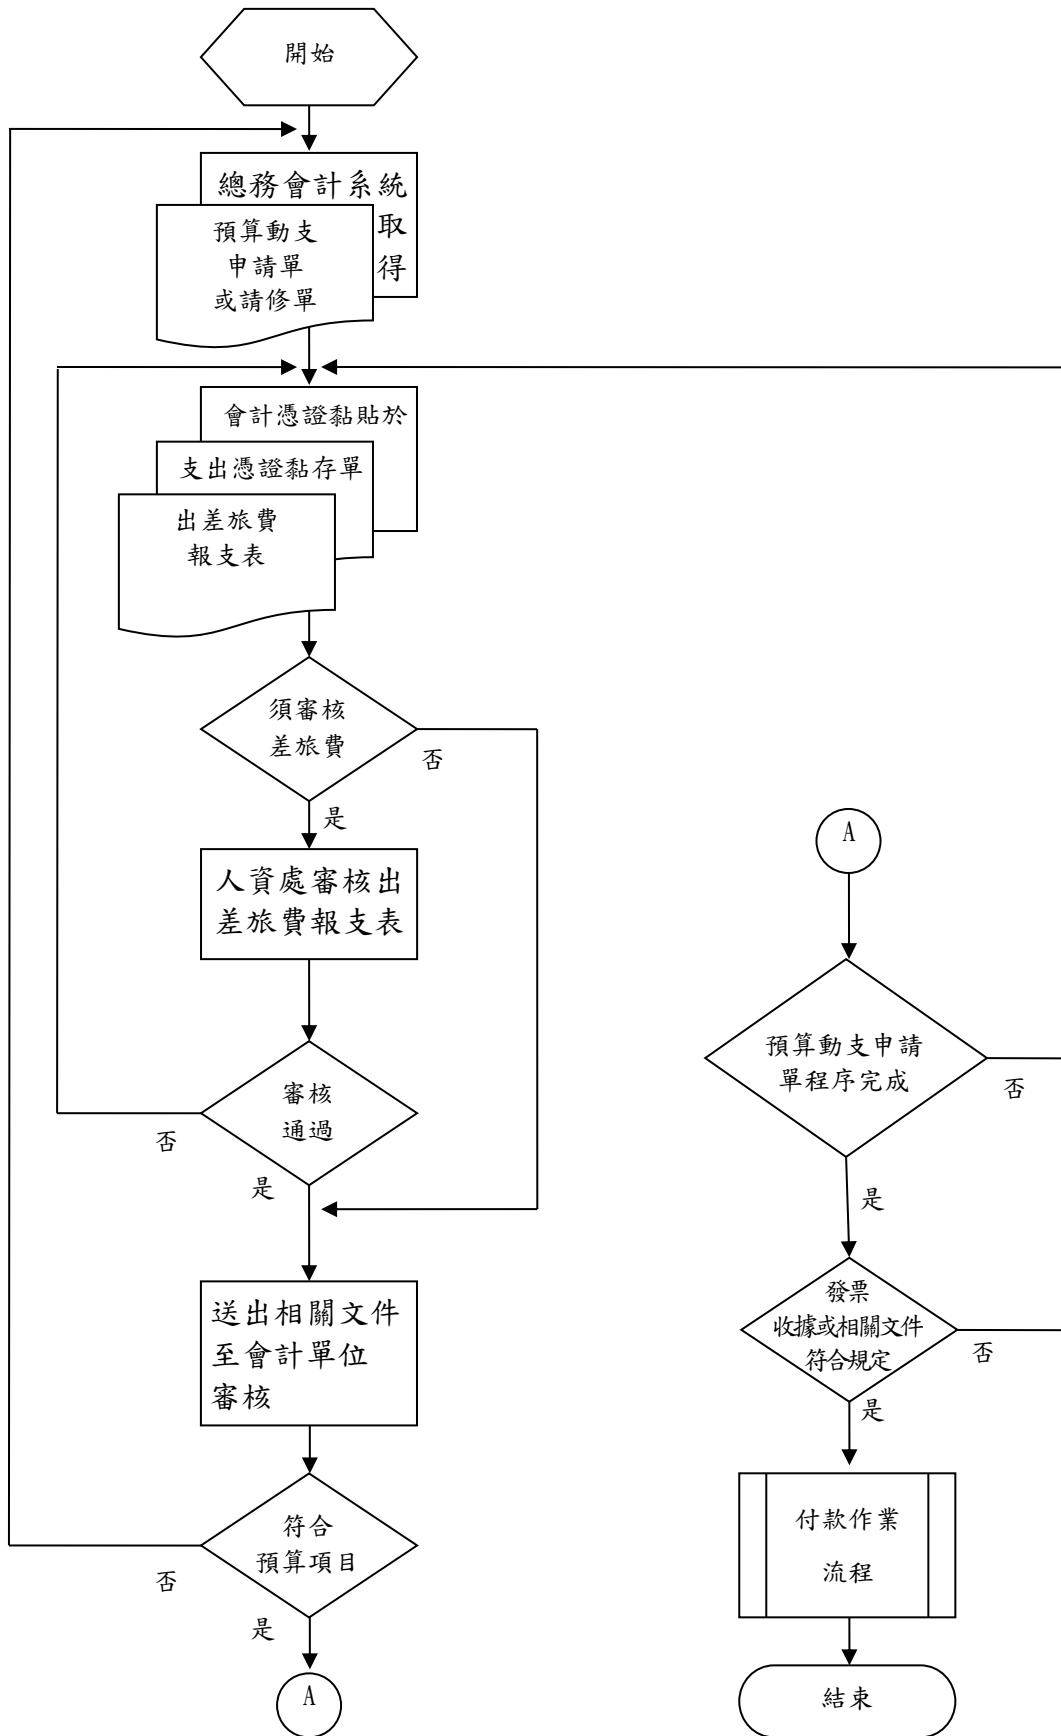 開始
總務會計系統
取
得
預算動支
申請單
或請修單
會計憑證黏貼於
支出憑證黏存單
出差旅費
報支表
須審核
差旅費
否
是
人資處審核出
差旅費報支表
審核
通過
否
是
送出相關文件
至會計單位
審核
符合
預算項目
否
是
A
A
預算動支申請
單程序完成
否
是
發票
收據或相關文件
符合規定
否
是
付款作業
流程
結束